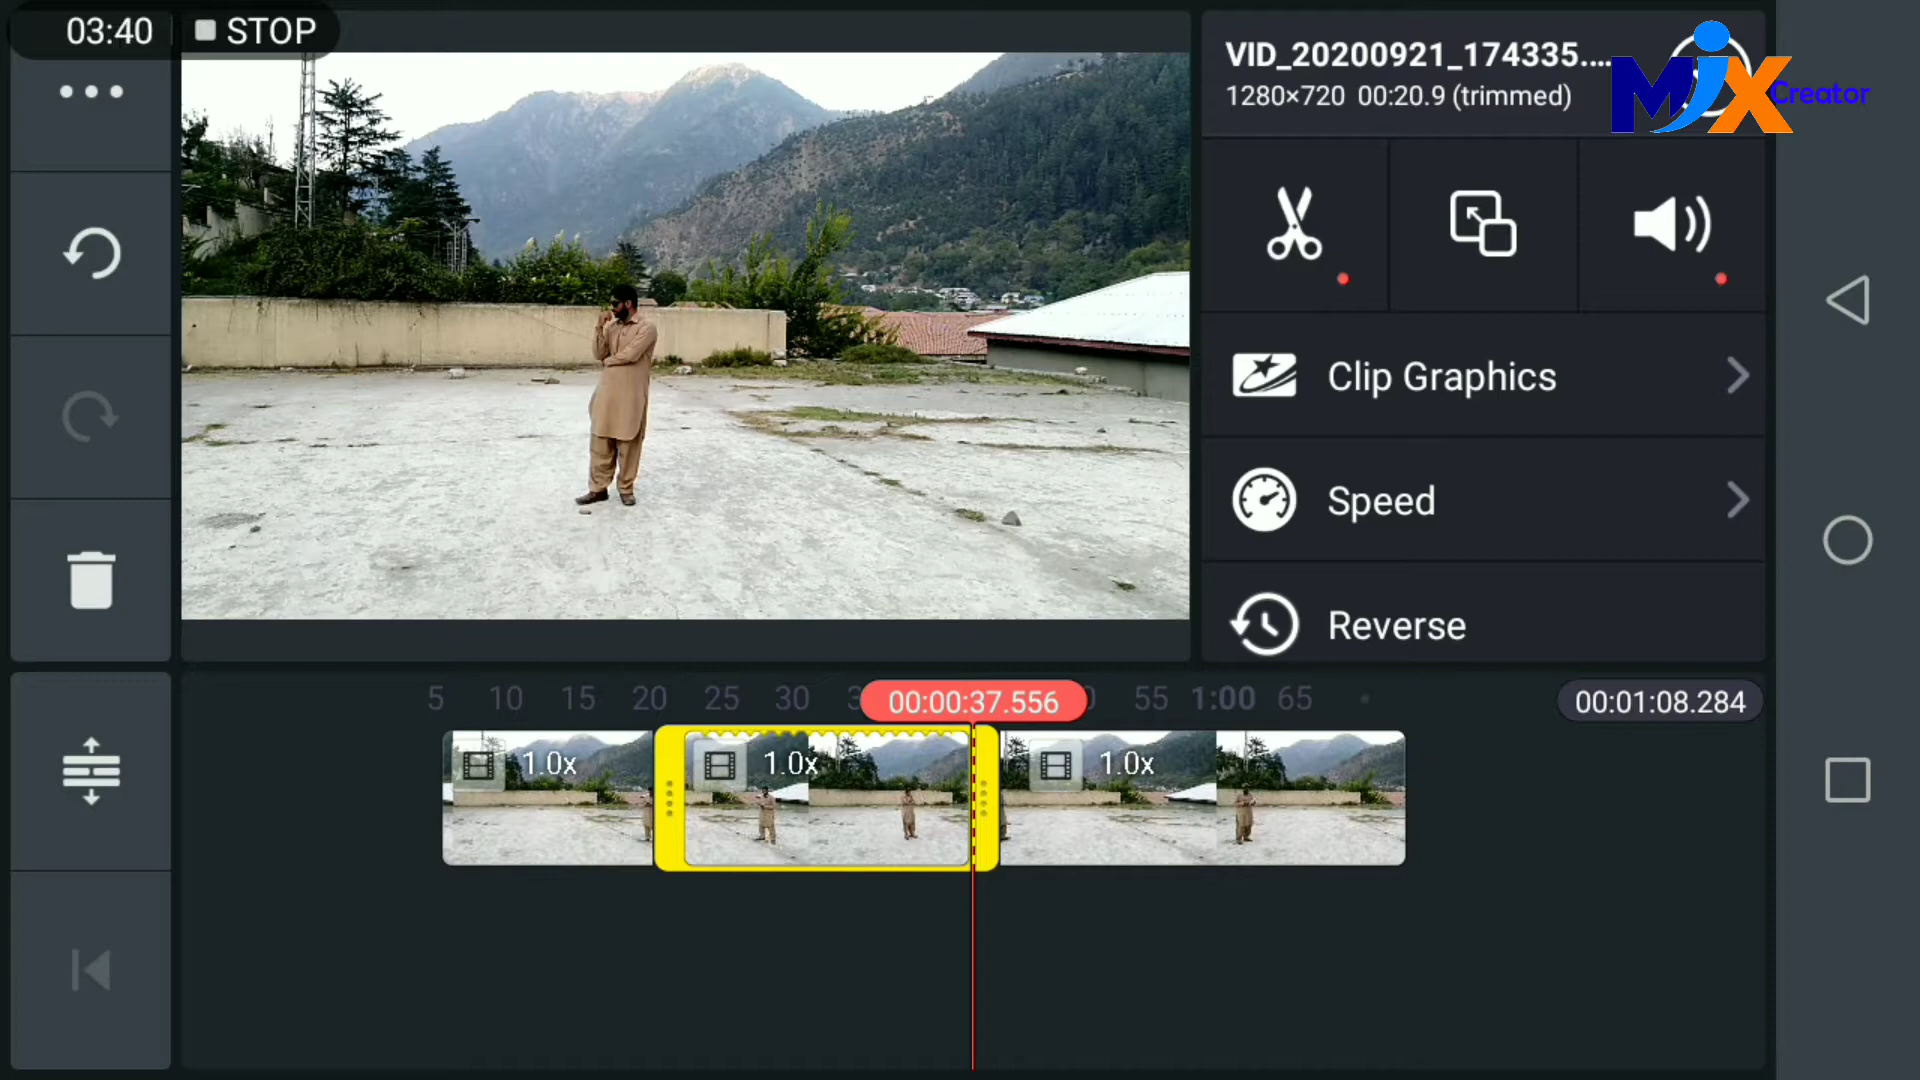 03:40 STOP
VID_20200921_174335....
1280×720 00:20.9 (trimmed)
MJX Creator
Clip Graphics
Speed
Reverse
5 10 15 20 25 30 00:00:37.556 55 1:00 65 00:01:08.284
1.0x 1.0x 1.0x